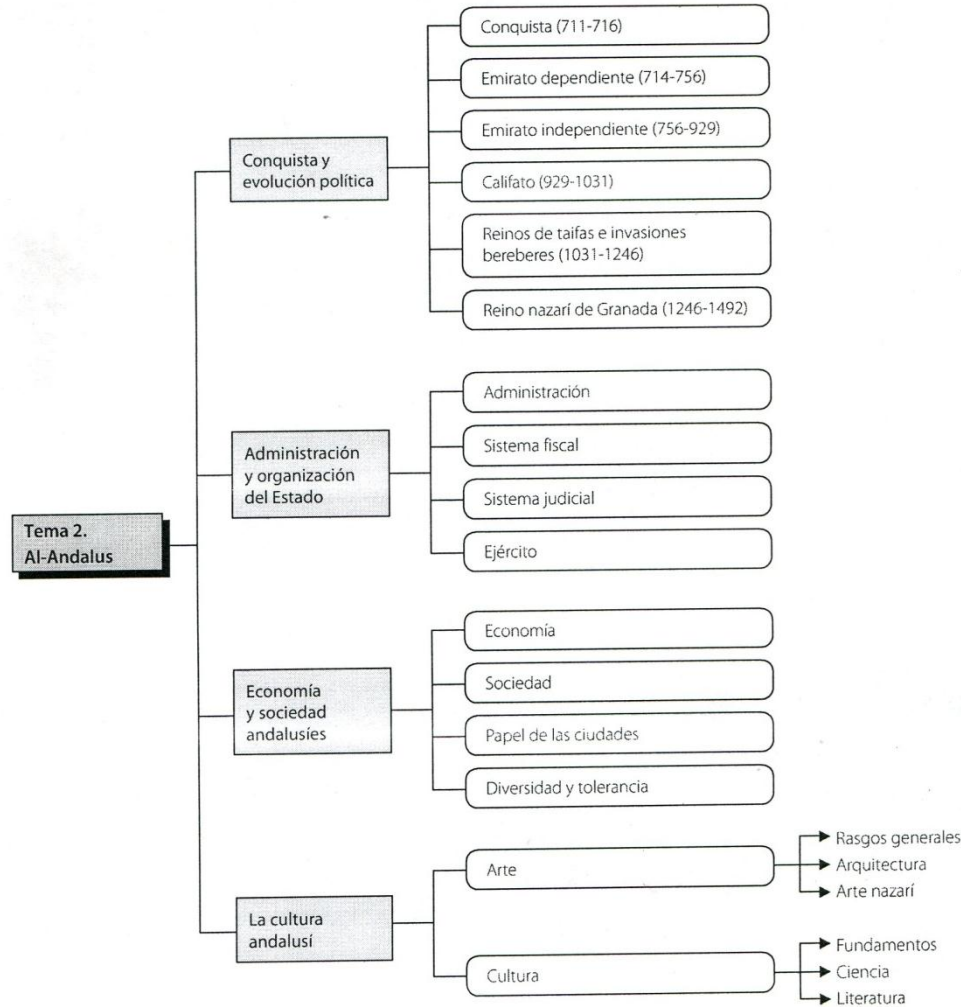 Tema 2.
Al-Andalus
Conquista y
evolución política
Conquista (711-716)
Emirato dependiente (714-756)
Emirato independiente (756-929)
Califato (929-1031)
Reinos de taifas e invasiones
bereberes (1031-1246)
Reino nazarí de Granada (1246-1492)
Administración
y organización
del Estado
Administración
Sistema fiscal
Sistema judicial
Ejército
Economía
y sociedad
andalusíes
Economía
Sociedad
Papel de las ciudades
Diversidad y tolerancia
La cultura
andalusí
Arte
Rasgos generales
Arquitectura
Arte nazarí
Cultura
Fundamentos
Ciencia
Literatura